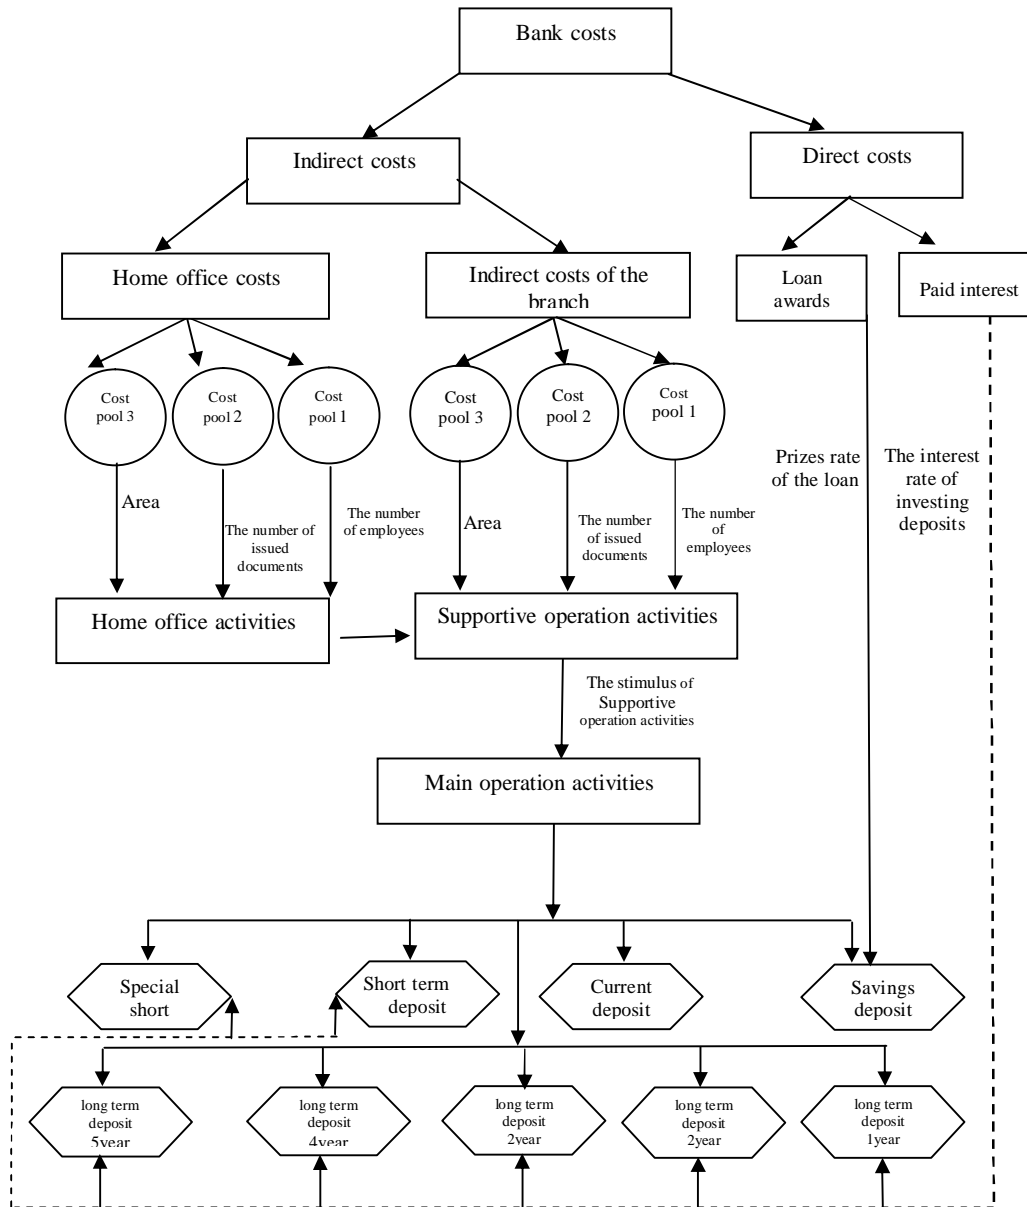 Bank costs
Indirect costs
Direct costs
Home office costs
Indirect costs of the
branch
Loan
awards
Paid interest
Cost
pool 3
Cost
pool 2
Cost
pool 1
Cost
pool 3
Cost
pool 2
Cost
pool 1
Prizes rate
of the loan
The interest
rate of
investing
deposits
Area
The number of
issued
documents
The number
of employees
Area
The number
of issued
documents
The number
of
employees
Home office activities
Supportive operation activities
The stimulus of
Supportive
operation activities
Main operation activities
Special
short
Short term
deposit
Current
deposit
Savings
deposit
long term
deposit
5year
long term
deposit
4year
long term
deposit
2year
long term
deposit
2year
long term
deposit
1year